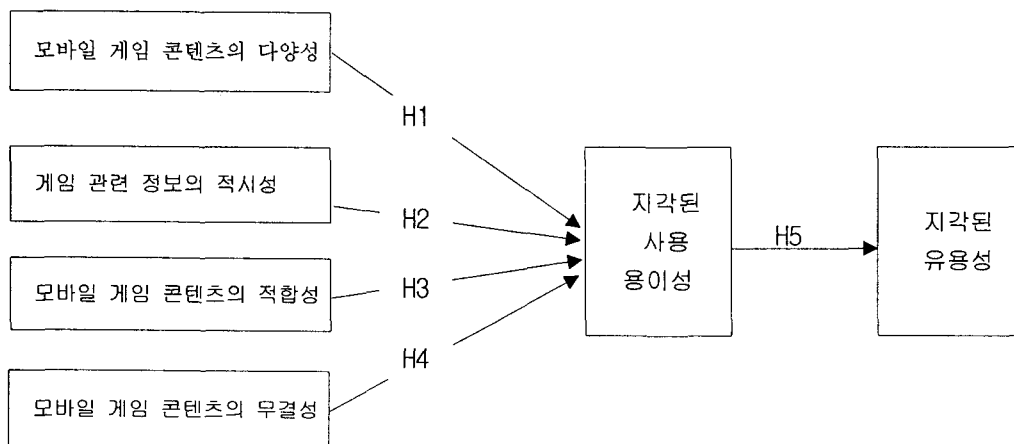 모바일 게임 콘텐츠의 다양성
H1
게임 관련 정보의 적시성
H2
모바일 게임 콘텐츠의 적합성
H3
모바일 게임 콘텐츠의 무결성
H4
지각된
사용
용이성
H5
지각된
유용성